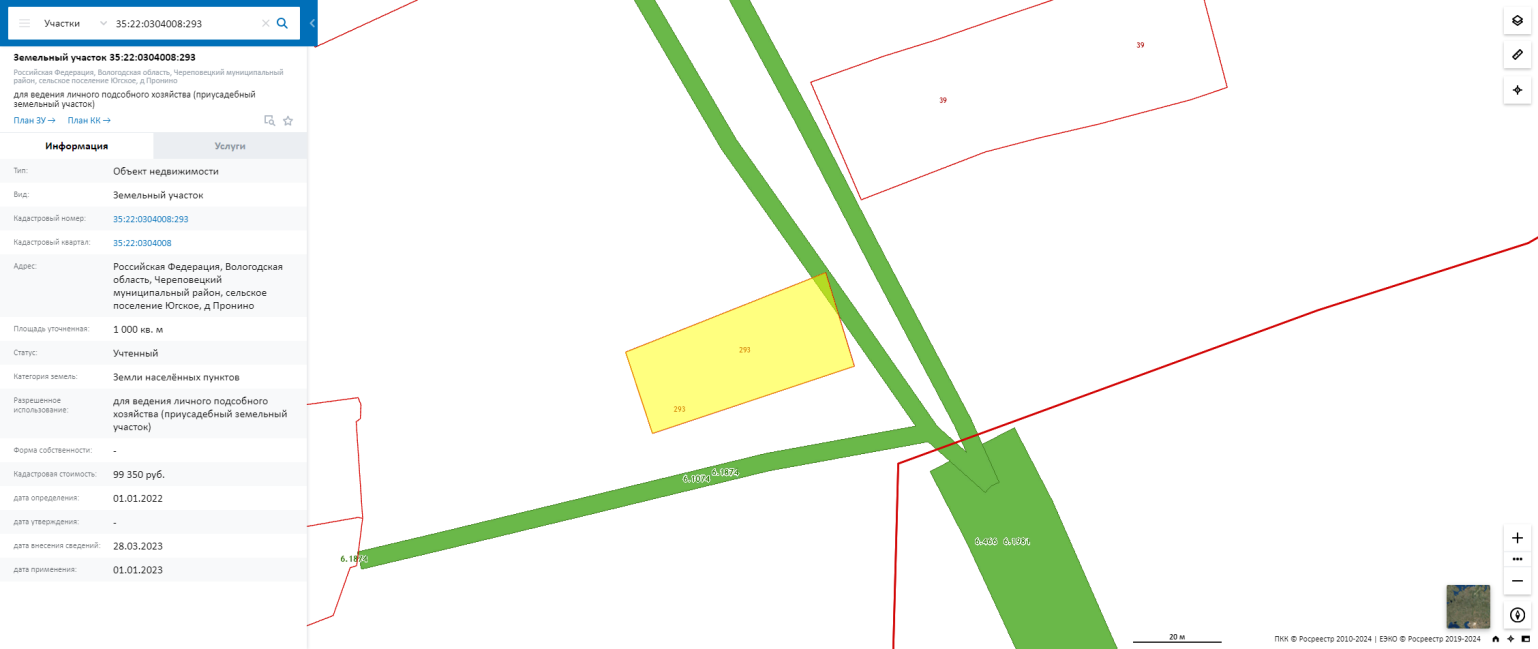 Участки 35:22:0304008:293
Земельный участок 35:22:0304008:293
Российская Федерация, Вологодская область, Череповецкий муниципальный
район, сельское поселение Югское, д Пронино
для ведения личного подсобного хозяйства (приусадебный
земельный участок)
План ЗУ → План КК →
Информация Услуги
Тип: Объект недвижимости
Вид: Земельный участок
Кадастровый номер: 35:22:0304008:293
Кадастровый квартал: 35:22:0304008
Адрес: Российская Федерация, Вологодская
область, Череповецкий
муниципальный район, сельское
поселение Югское, д Пронино
Площадь уточненная: 1 000 кв. м
Статус: Учтенный
Категория земель: Земли населённых пунктов
Разрешенное
использование:
для ведения личного подсобного
хозяйства (приусадебный земельный
участок)
Форма собственности: -
Кадастровая стоимость: 99 350 руб.
дата определения: 01.01.2022
дата утверждения: -
дата внесения сведений: 28.03.2023
дата применения: 01.01.2023
39
39
293
293
6.1074 6.1874
6.1874
6.466 6.1981
20 м
ПКК © Росреестр 2010-2024 | ЕЭКО © Росреестр 2019-2024